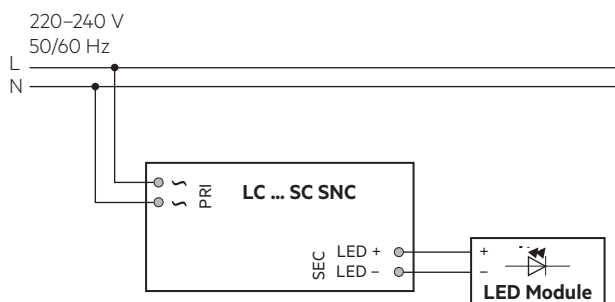 220–240 V
50/60 Hz
L
N
~
~
PRI
LC ... SC SNC
SEC
LED +
LED –
+
–
LED Module